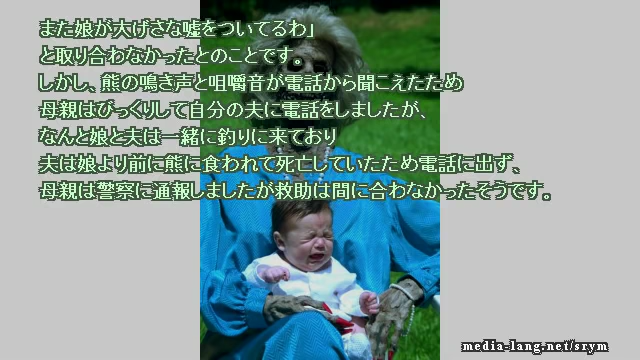 また娘が大げさな嘘をついてるわ」
と取り合わなかったとのことです。
しかし、熊の鳴き声と咀嚼音が電話から聞こえたため
母親はびっくりして自分の夫に電話をしましたが、
なんと娘と夫は一緒に釣りに来ており
夫は娘より前に熊に食われて死亡していたため電話に出ず、
母親は警察に通報しましたが救助は間に合わなかったそうです。
media-lang.net/srym